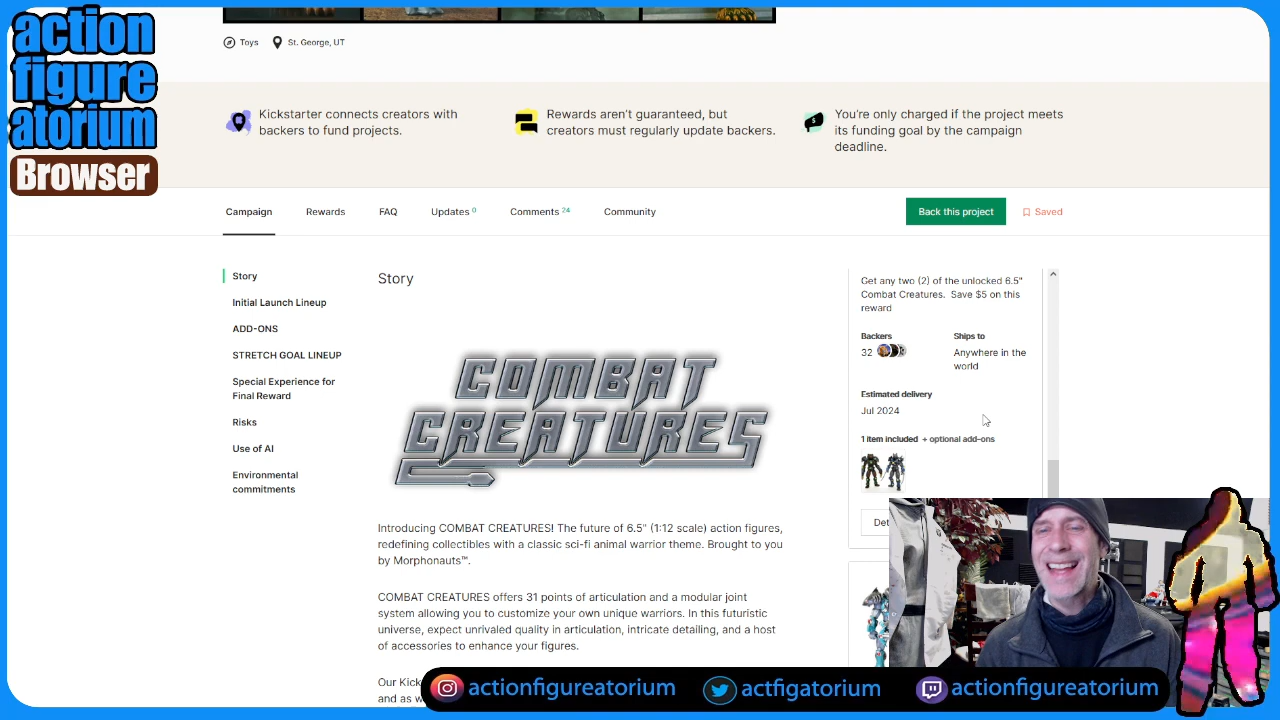 action
figure
atorium
Browser
Toys
St. George, UT
Kickstarter connects creators with
backers to fund projects.
Rewards aren't guaranteed, but
creators must regularly update backers.
You're only charged if the project meets
its funding goal by the campaign
deadline.
Campaign
Rewards
FAQ
Updates 0
Comments 24
Community
Back this project
Saved
Story
Initial Launch Lineup
ADD-ONS
STRETCH GOAL LINEUP
Special Experience for
Final Reward
Risks
Use of AI
Environmental
commitments
Story
COMBAT
CREATURES
Introducing COMBAT CREATURES! The future of 6.5" (1:12 scale) action figures,
redefining collectibles with a classic sci-fi animal warrior theme. Brought to you
by Morphonauts™.
COMBAT CREATURES offers 31 points of articulation and a modular joint
system allowing you to customize your own unique warriors. In this futuristic
universe, expect unrivaled quality in articulation, intricate detailing, and a host
of accessories to enhance your figures.
Our Kick
and as w
Get any two (2) of the unlocked 6.5"
Combat Creatures. Save $5 on this
reward
Backers
32
Ships to
Anywhere in the
world
Estimated delivery
Jul 2024
1 item included + optional add-ons
Det
actionfigureatorium
actfigatorium
actionfigureatorium